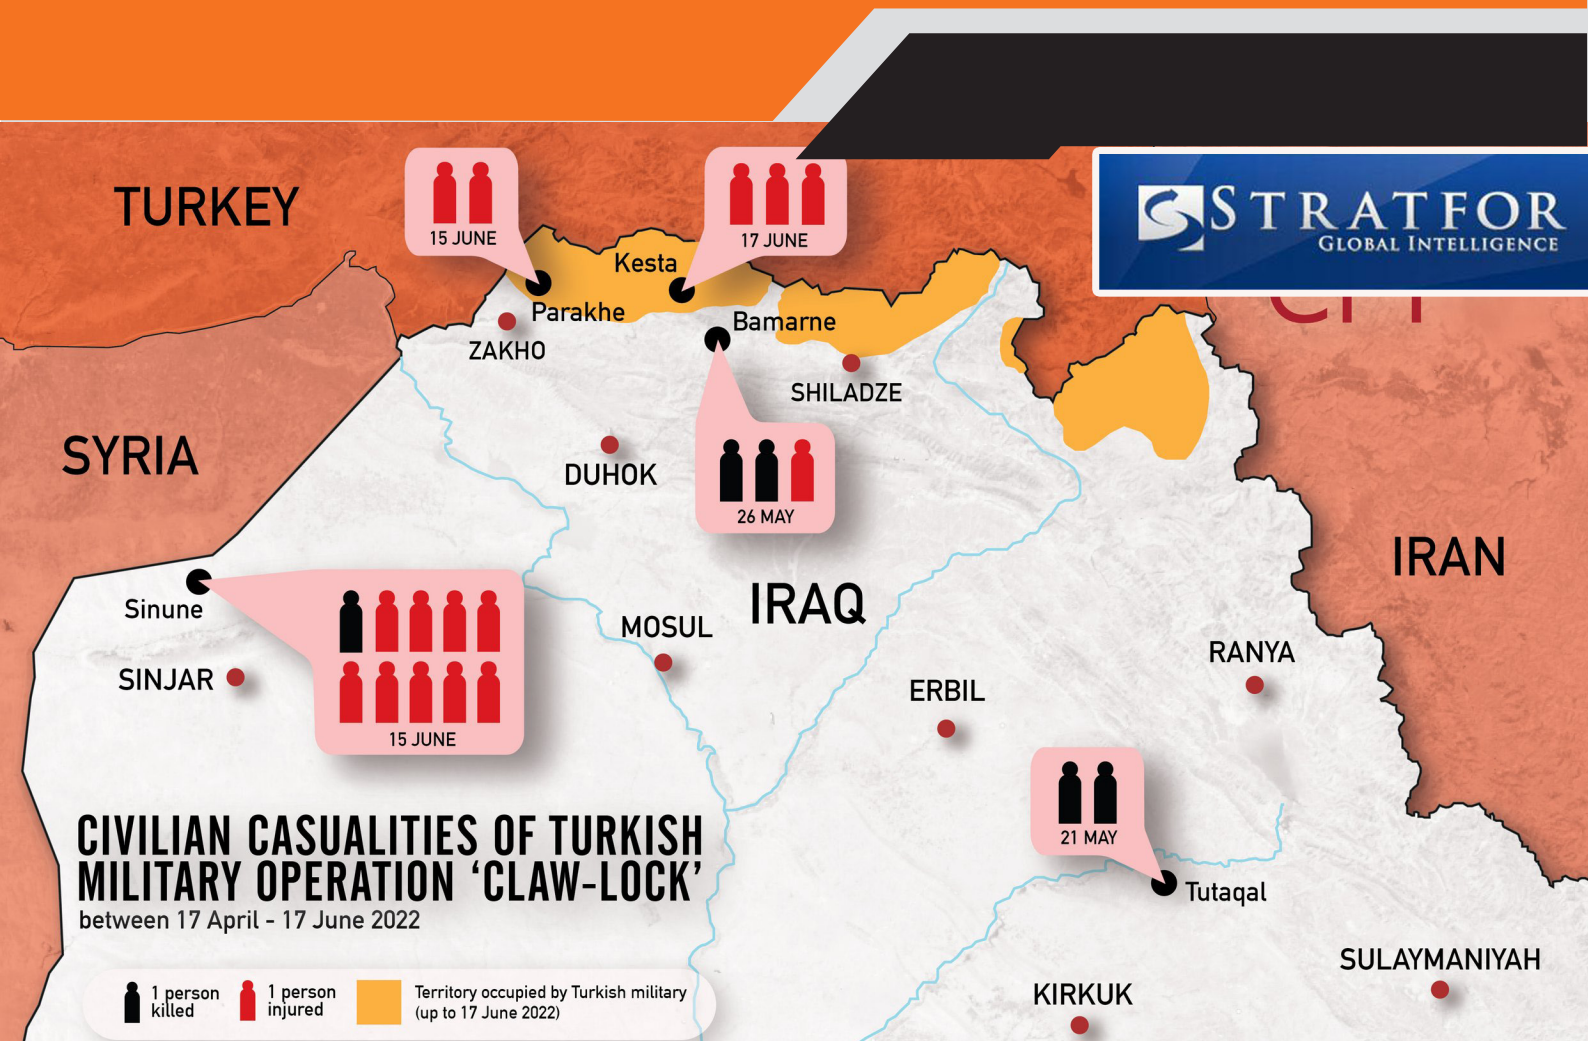 STRATFOR
GLOBAL INTELLIGENCE
TURKEY
15 JUNE
17 JUNE
Kesta
Parakhe
Bamarne
ZAKHO
SHILADZE
SYRIA
DUHOK
26 MAY
IRAN
IRAQ
Sinune
MOSUL
RANYA
SINJAR
ERBIL
15 JUNE
21 MAY
CIVILIAN CASUALITIES OF TURKISH
MILITARY OPERATION ‘CLAW-LOCK’
between 17 April - 17 June 2022
Tutaqal
SULAYMANIYAH
KIRKUK
1 person
killed
1 person
injured
Territory occupied by Turkish military
(up to 17 June 2022)